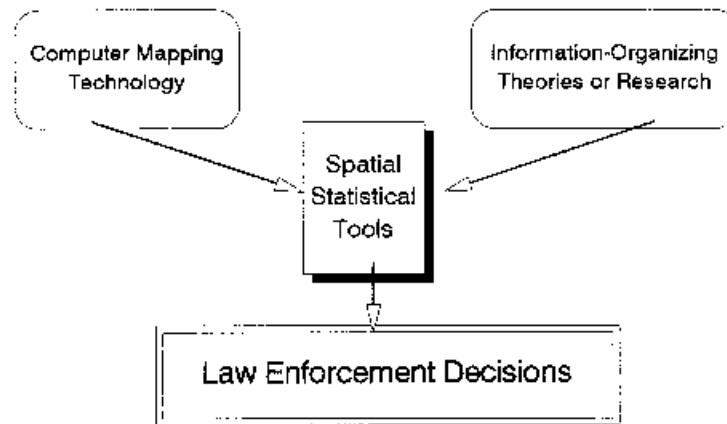 Computer Mapping
Technology
Information-Organizing
Theories or Research
Spatial
Statistical
Tools
Law Enforcement Decisions